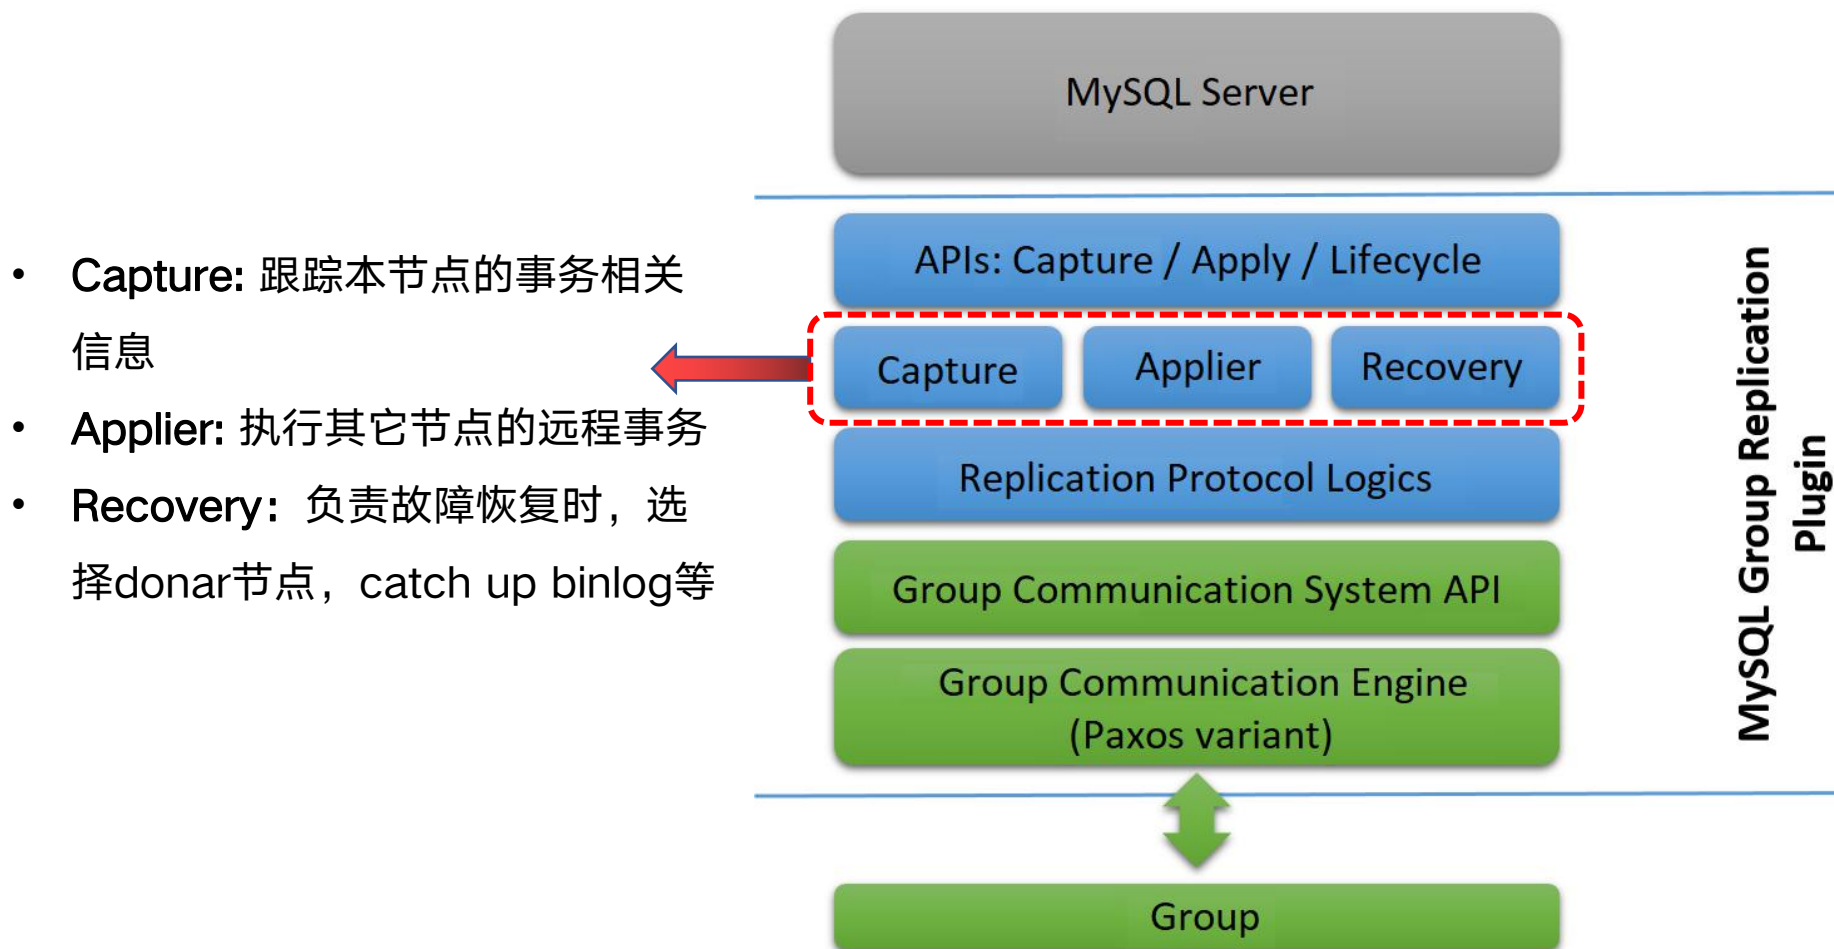 • Capture: 跟踪本节点的事务相关
信息
• Applier: 执行其它节点的远程事务
• Recovery：负责故障恢复时，选
择donar节点，catch up binlog等
MySQL Server
APIs: Capture / Apply / Lifecycle
Capture
Applier
Recovery
Replication Protocol Logics
Group Communication System API
Group Communication Engine
(Paxos variant)
Group
MySQL Group Replication
Plugin